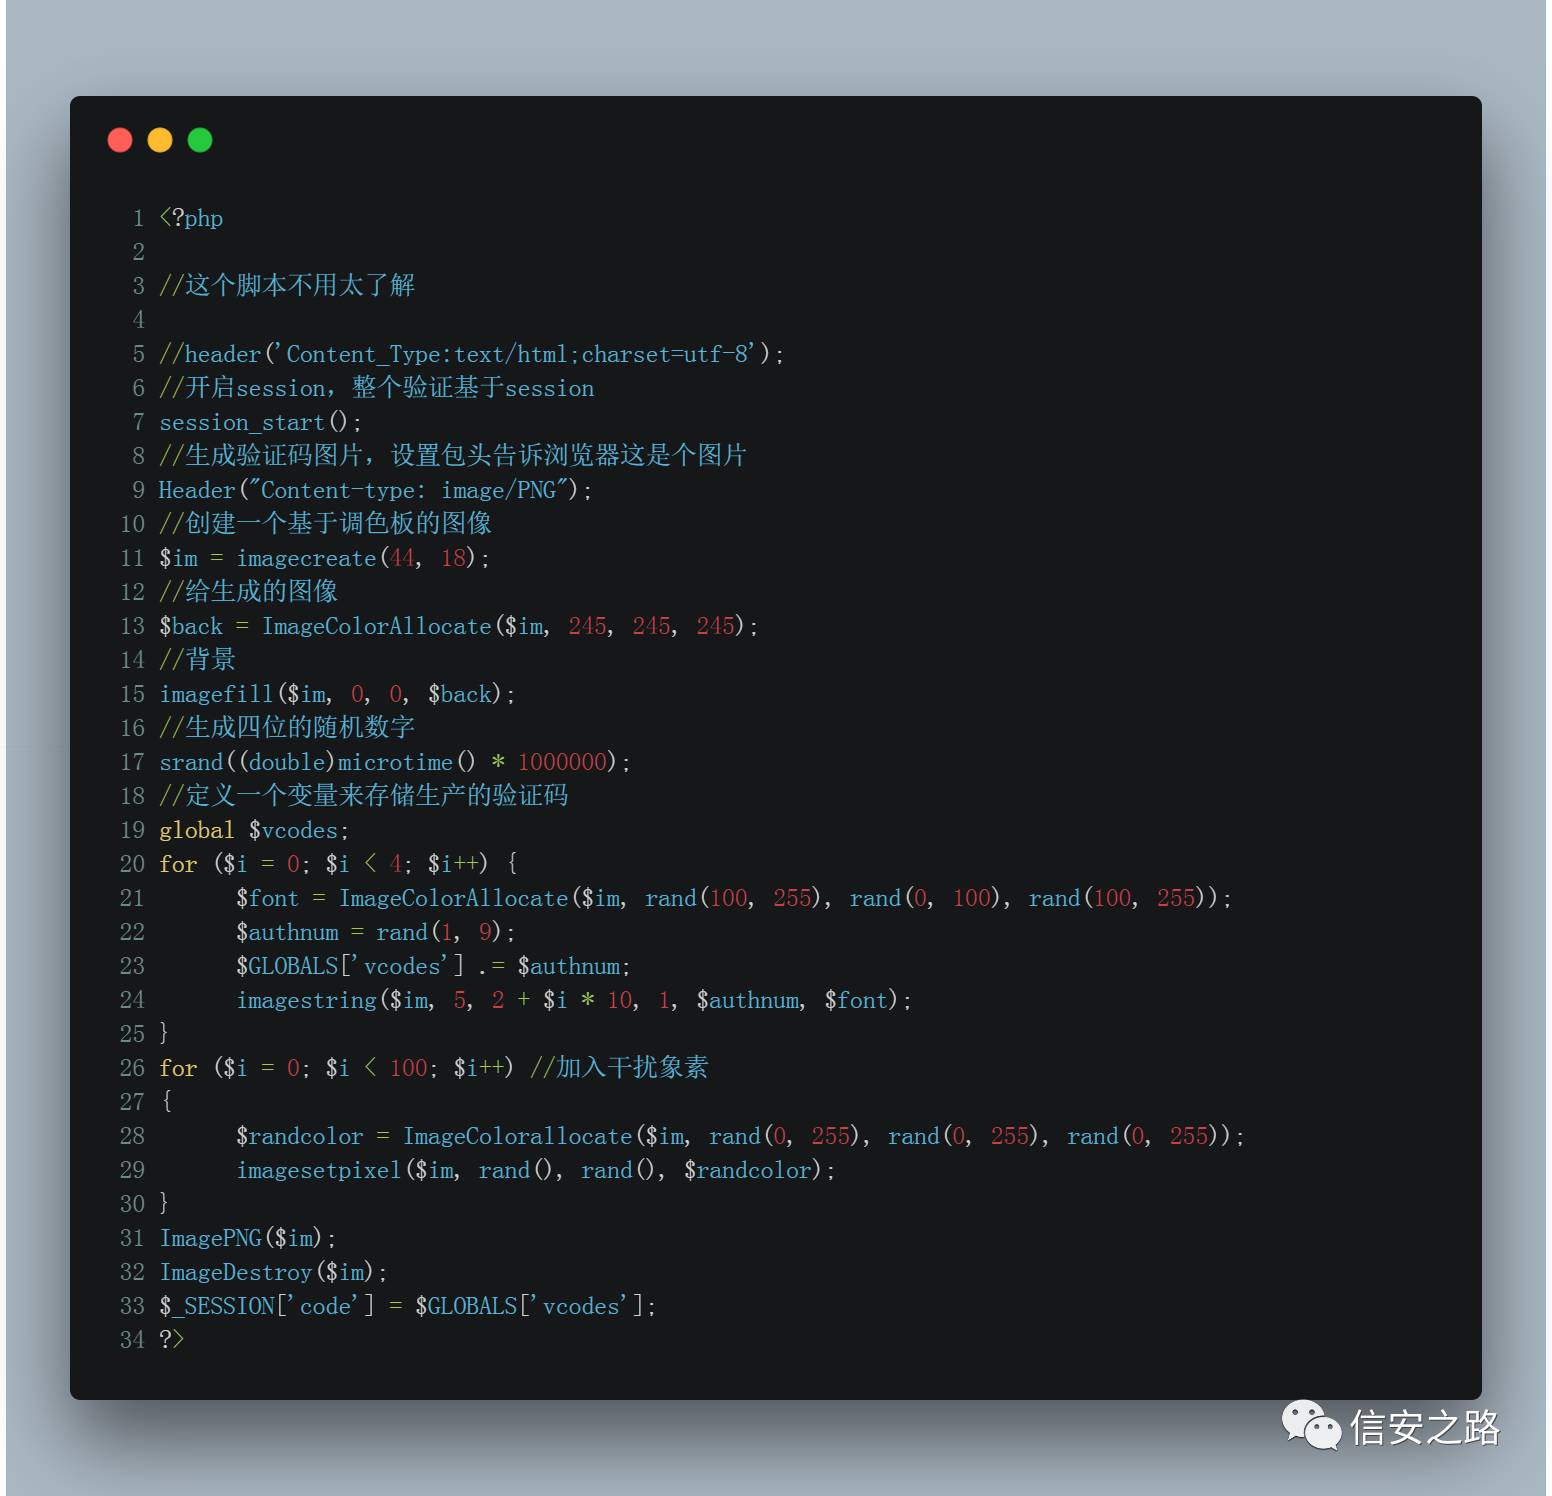 1 <?php
2
3 //这个脚本不用太了解
4
5 //header('Content_Type:text/html;charset=utf-8');
6 //开启session，整个验证基于session
7 session_start();
8 //生成验证码图片，设置包头告诉浏览器这是个图片
9 Header("Content-type: image/PNG");
10 //创建一个基于调色板的图像
11 $im = imagecreate(44, 18);
12 //给生成的图像
13 $back = ImageColorAllocate($im, 245, 245, 245);
14 //背景
15 imagefill($im, 0, 0, $back);
16 //生成四位的随机数字
17 srand((double)microtime() * 1000000);
18 //定义一个变量来存储生产的验证码
19 global $vcodes;
20 for ($i = 0; $i < 4; $i++) {
21 $font = ImageColorAllocate($im, rand(100, 255), rand(0, 100), rand(100, 255));
22 $authnum = rand(1, 9);
23 $GLOBALS['vcodes'] .= $authnum;
24 imagestring($im, 5, 2 + $i * 10, 1, $authnum, $font);
25 }
26 for ($i = 0; $i < 100; $i++) //加入干扰象素
27 {
28 $randcolor = ImageColorallocate($im, rand(0, 255), rand(0, 255), rand(0, 255));
29 imagesetpixel($im, rand(), rand(), $randcolor);
30 }
31 ImagePNG($im);
32 ImageDestroy($im);
33 $_SESSION['code'] = $GLOBALS['vcodes'];
34 ?>
信安之路